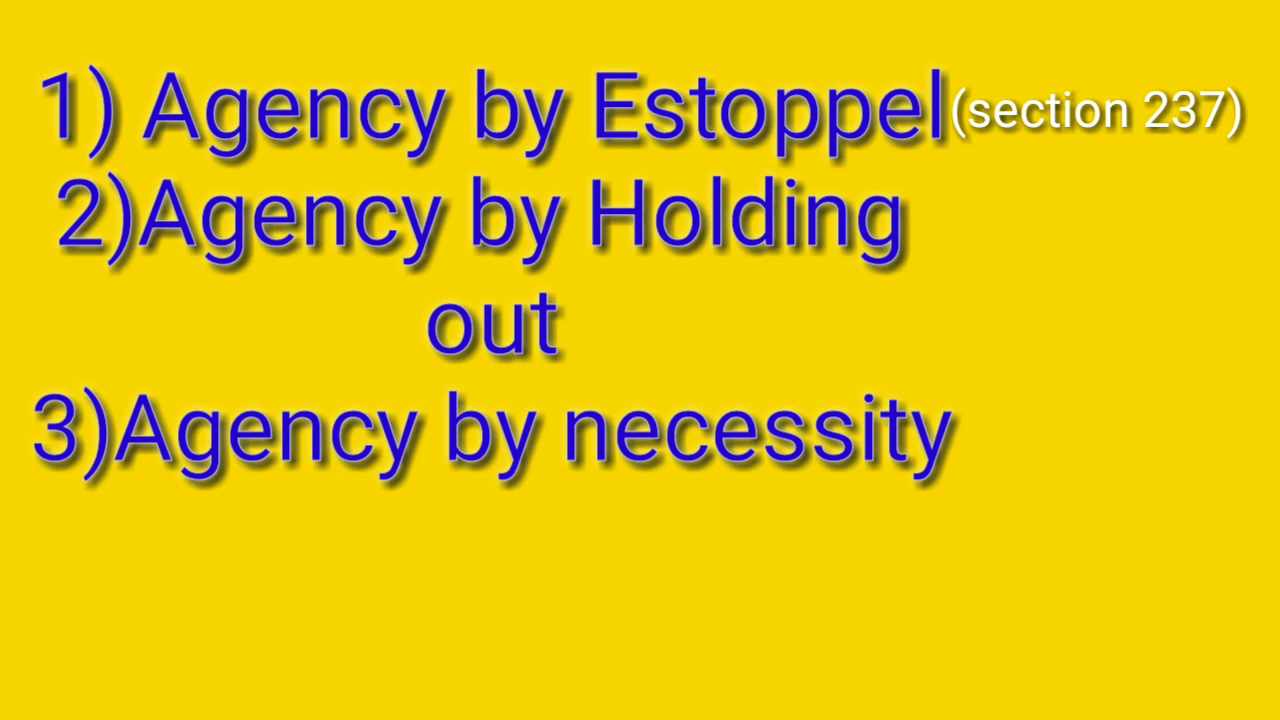 1) Agency by Estoppel(section 237)
2)Agency by Holding
out
3)Agency by necessity